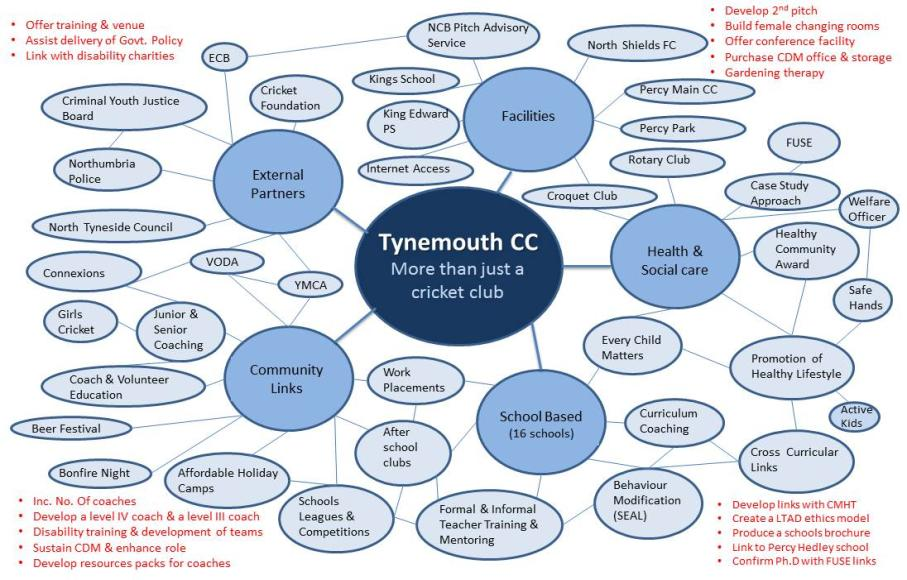 • Offer training & venue
• Assist delivery of Govt. Policy
• Link with disability charities
• Develop 2nd pitch
• Build female changing rooms
• Offer conference facility
• Purchase CDM office & storage
• Gardening therapy
ECB
NCB Pitch Advisory
Service
North Shields FC
Criminal Youth Justice
Board
Cricket
Foundation
Kings School
King Edward
PS
Internet Access
Facilities
Percy Main CC
Percy Park
Rotary Club
Croquet Club
FUSE
Case Study
Approach
Welfare
Officer
Northumbria
Police
External
Partners
North Tyneside Council
Connexions
VODA
YMCA
Tynemouth CC
More than just a
cricket club
Health &
Social care
Healthy
Community
Award
Safe
Hands
Girls
Cricket
Junior &
Senior
Coaching
Community
Links
Coach & Volunteer
Education
Beer Festival
Bonfire Night
Affordable Holiday
Camps
Work
Placements
After
school
clubs
Schools
Leagues &
Competitions
School Based
(16 schools)
Every Child
Matters
Promotion of
Healthy Lifestyle
Active
Kids
Curriculum
Coaching
Cross Curricular
Links
Behaviour
Modification
(SEAL)
Formal & Informal
Teacher Training &
Mentoring
• Inc. No. Of coaches
• Develop a level IV coach & a level III coach
• Disability training & development of teams
• Sustain CDM & enhance role
• Develop resources packs for coaches
• Develop links with CMHT
• Create a LTAD ethics model
• Produce a schools brochure
• Link to Percy Hedley school
• Confirm Ph.D with FUSE links